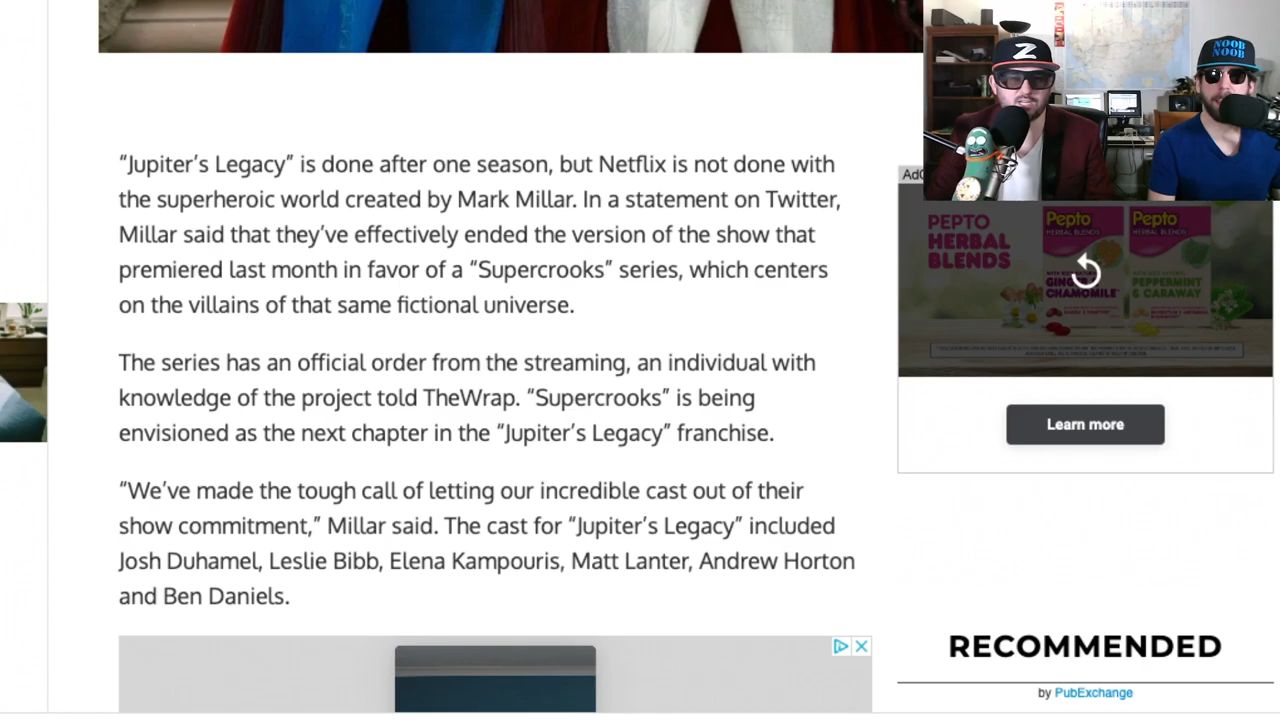 “Jupiter’s Legacy” is done after one season, but Netflix is not done with
the superheroic world created by Mark Millar. In a statement on Twitter,
Millar said that they’ve effectively ended the version of the show that
premiered last month in favor of a “Supercrooks” series, which centers
on the villains of that same fictional universe.
The series has an official order from the streaming, an individual with
knowledge of the project told TheWrap. “Supercrooks” is being
envisioned as the next chapter in the “Jupiter’s Legacy” franchise.
“We’ve made the tough call of letting our incredible cast out of their
show commitment,” Millar said. The cast for “Jupiter’s Legacy” included
Josh Duhamel, Leslie Bibb, Elena Kampouris, Matt Lanter, Andrew Horton
and Ben Daniels.
Z
NOOB
NOOB
PEPTO
HERBAL
BLENDS
Pepto
HERBAL BLENDS
GINGER
CHAMOMILE
Pepto
HERBAL BLENDS
PEPPERMINT
& CARAWAY
Learn more
RECOMMENDED
by PubExchange